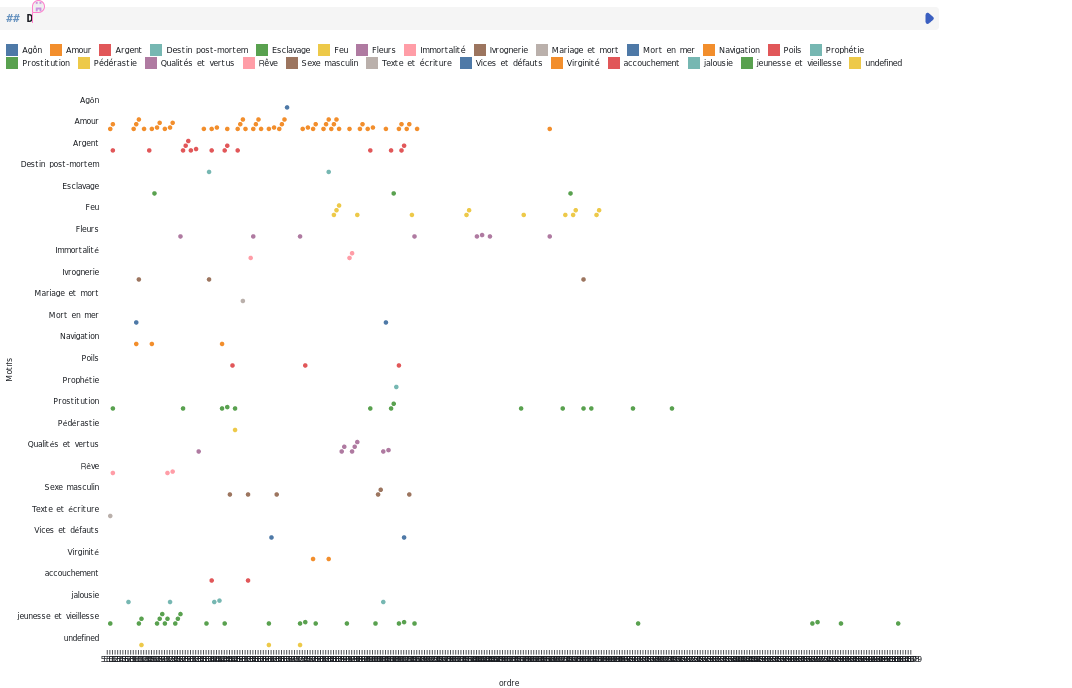 ## D
Agôn Amour Argent Destin post-mortem Esclavage Feu Fleurs Immortalité Ivrognerie Mariage et mort Mort en mer Navigation Poils Prophétie
Prostitution Pédérastie Qualités et vertus Rêve Sexe masculin Texte et écriture Vices et défauts Virginité accouchement jalousie jeunesse et vieillesse undefined
Agôn
Amour
Argent
Destin post-mortem
Esclavage
Feu
Fleurs
Immortalité
Ivrognerie
Mariage et mort
Mort en mer
Navigation
Poils
Prophétie
Prostitution
Pédérastie
Qualités et vertus
Rêve
Sexe masculin
Texte et écriture
Vices et défauts
Virginité
accouchement
jalousie
jeunesse et vieillesse
undefined
Motifs
ordre